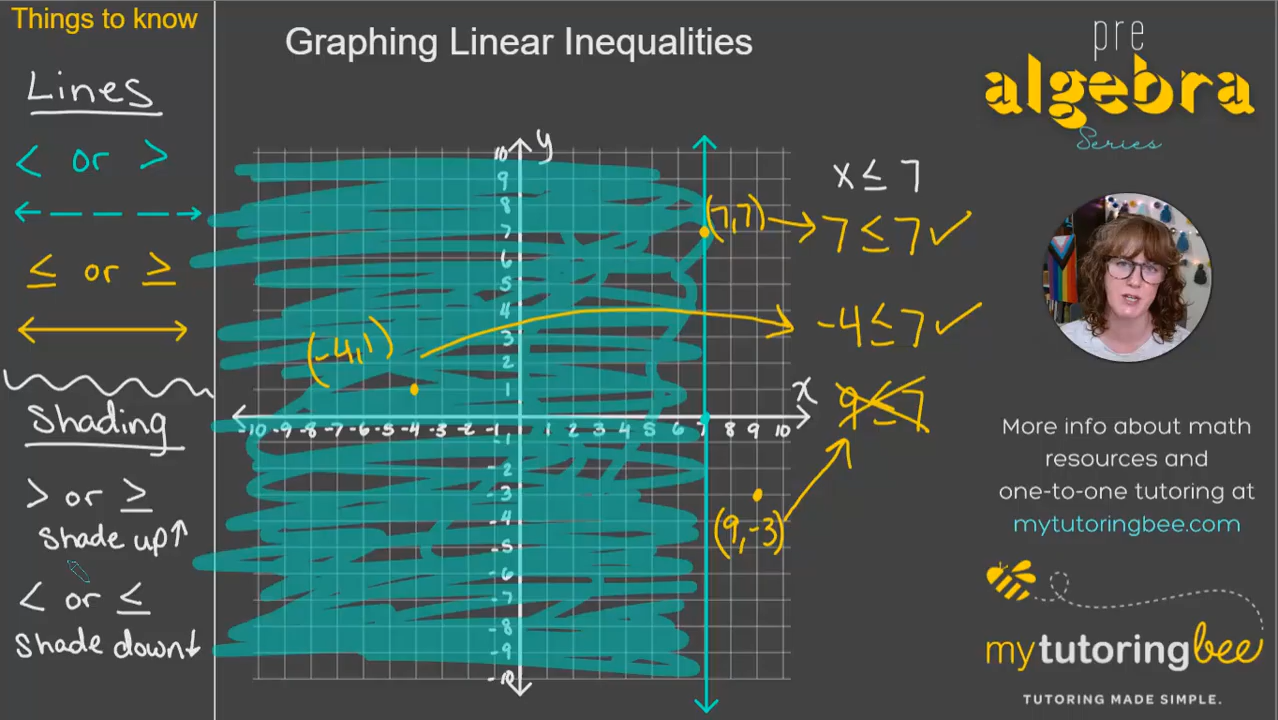 Things to know
Lines
< or >
≤ or ≥
Shading
> or ≥
Shade up↑
< or ≤
Shade down↓
Graphing Linear Inequalities
y
10
9
8
7
6
5
4
3
2
1
-10 -9 -8 -7 -6 -5 -4 -3 -2 -1 1 2 3 4 5 6 7 8 9 10
x
-1
-2
-3
-4
-5
-6
-7
-8
-9
-10
(7,7)
(-4,1)
(9,-3)
x ≤ 7
7 ≤ 7 ✓
-4 ≤ 7 ✓
9 ≤ 7
pre
algebra
Series
More info about math
resources and
one-to-one tutoring at
mytutoringbee.com
mytutoringbee
TUTORING MADE SIMPLE.